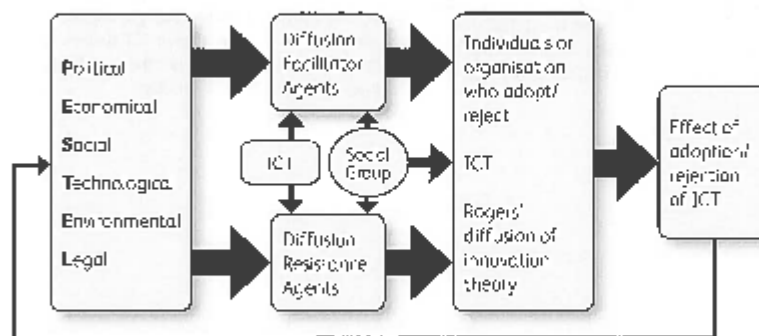 Political
Economical
Social
Technological
Environmental
Legal
Diffusion
Facilitator
Agents
ICT
Social
Group
Diffusion
Resistance
Agents
Individuals or
organisation
who adopt/
reject
ICT
Rogers'
diffusion of
innovation
theory
Effect of
adoption/
rejection
of ICT